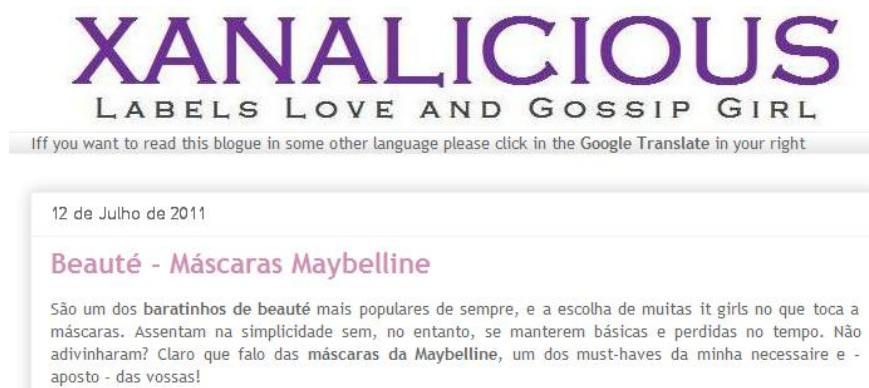 XANALICIOUS
LABELS LOVE AND GOSSIP GIRL
Iff you want to read this blogue in some other language please click in the Google Translate in your right
12 de Julho de 2011
Beauté - Máscaras Maybelline
São um dos baratinhos de beauté mais populares de sempre, e a escolha de muitas it girls no que toca a
máscaras. Assentam na simplicidade sem, no entanto, se manterem básicas e perdidas no tempo. Não
adivinharam? Claro que falo das máscaras da Maybelline, um dos must-haves da minha necessaire e -
aposto - das vossas!